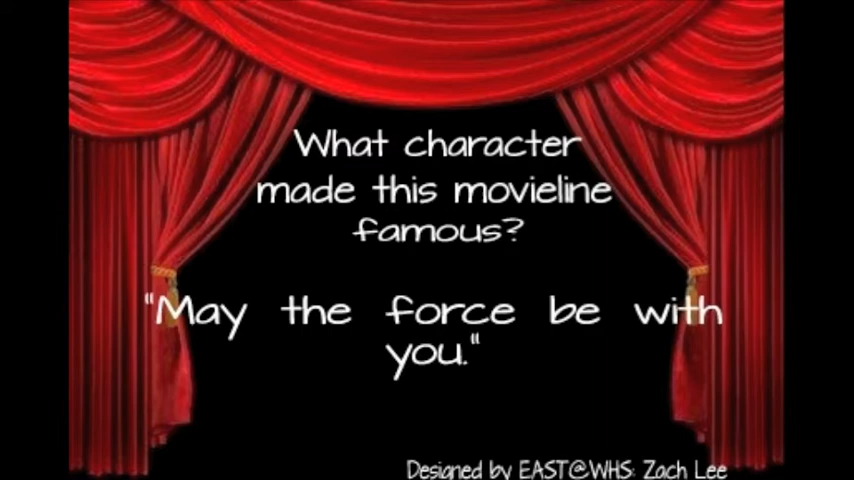 What character
made this movieline
famous?
"May the force be with
you."
Designed by EAST@WHS: Zach Lee